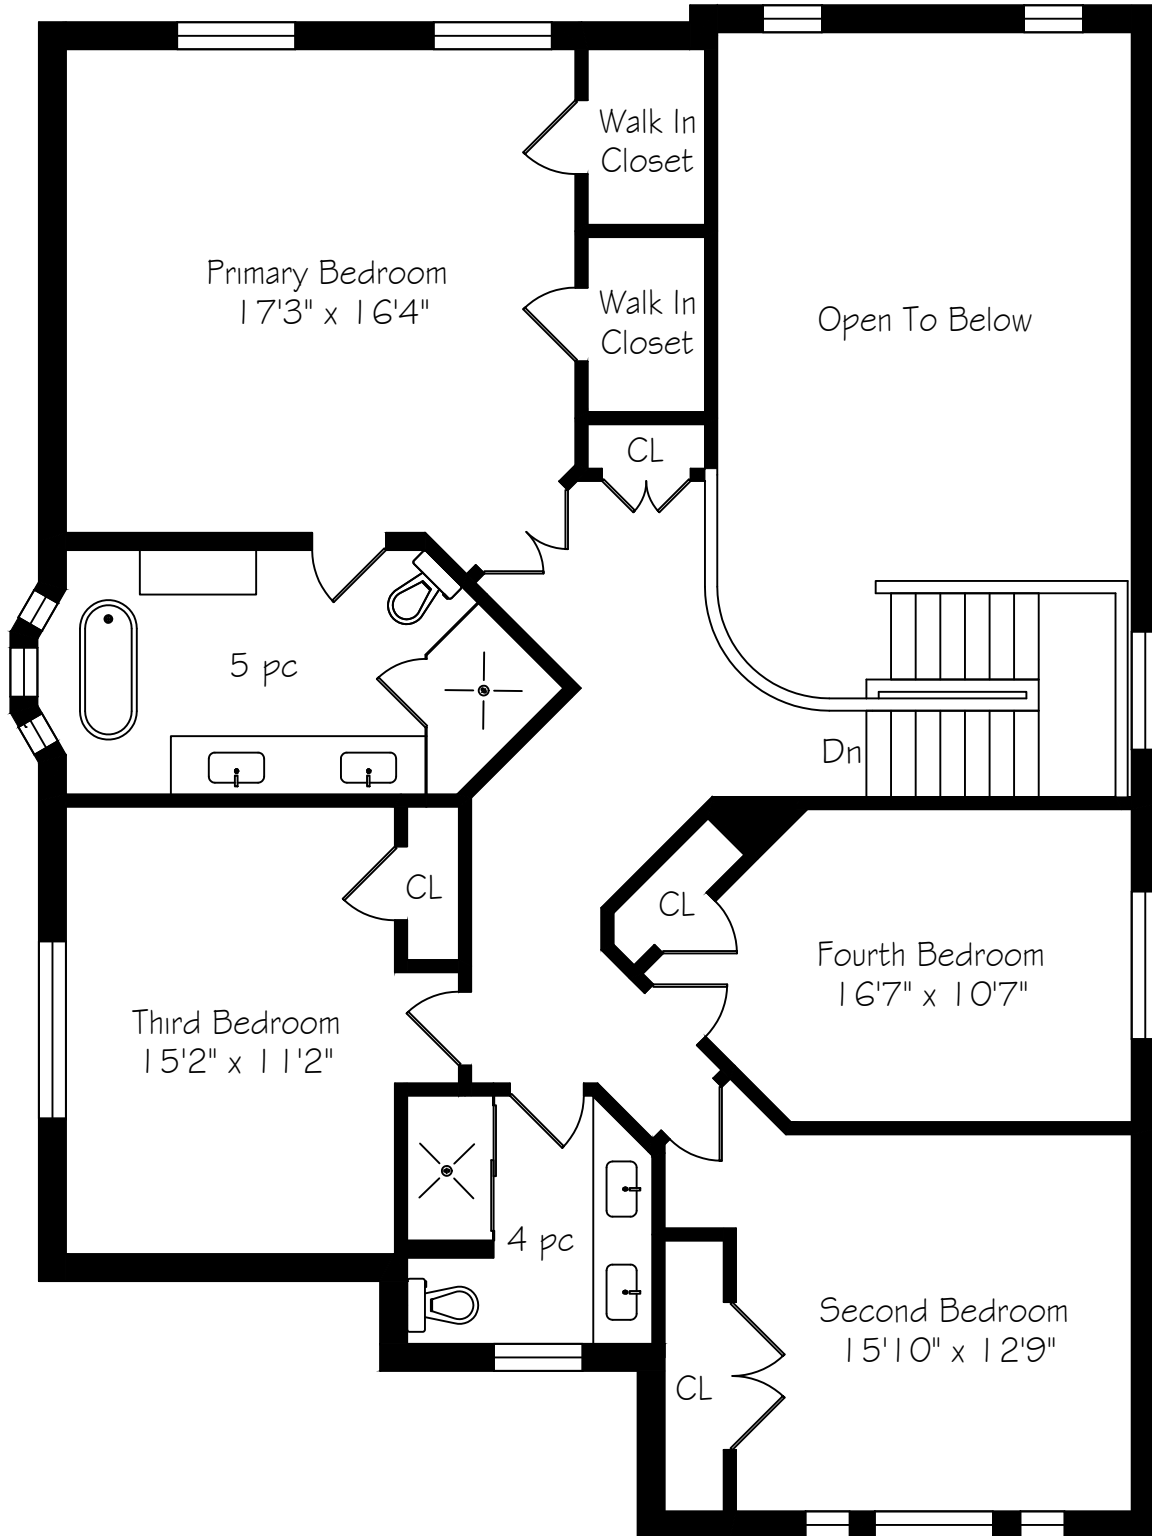 Walk In
Closet
Primary Bedroom
17'3" x 16'4"
Walk In
Closet
Open To Below
CL
5 pc
Dn
CL
CL
Fourth Bedroom
16'7" x 10'7"
Third Bedroom
15'2" x 11'2"
4 pc
Second Bedroom
15'10" x 12'9"
CL